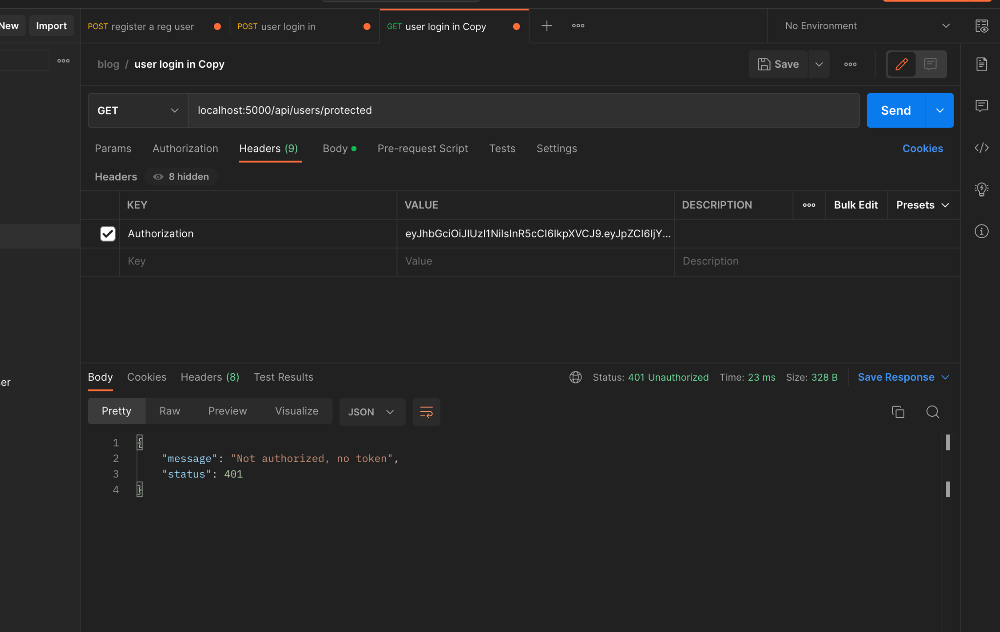 New
Import
POST register a reg user
POST user login in
GET user login in Copy
No Environment
blog / user login in Copy
Save
GET
localhost:5000/api/users/protected
Send
Params
Authorization
Headers (9)
Body
Pre-request Script
Tests
Settings
Cookies
Headers
8 hidden
KEY
VALUE
DESCRIPTION
Bulk Edit
Presets
Authorization
eyJhbGciOiJIUzI1NiIsInR5cCI6IkpXVCJ9.eyJpZCI6IjY...
Key
Value
Description
er
Body
Cookies
Headers (8)
Test Results
Status: 401 Unauthorized
Time: 23 ms
Size: 328 B
Save Response
Pretty
Raw
Preview
Visualize
JSON
1 {
2 "message": "Not authorized, no token",
3 "status": 401
4 }